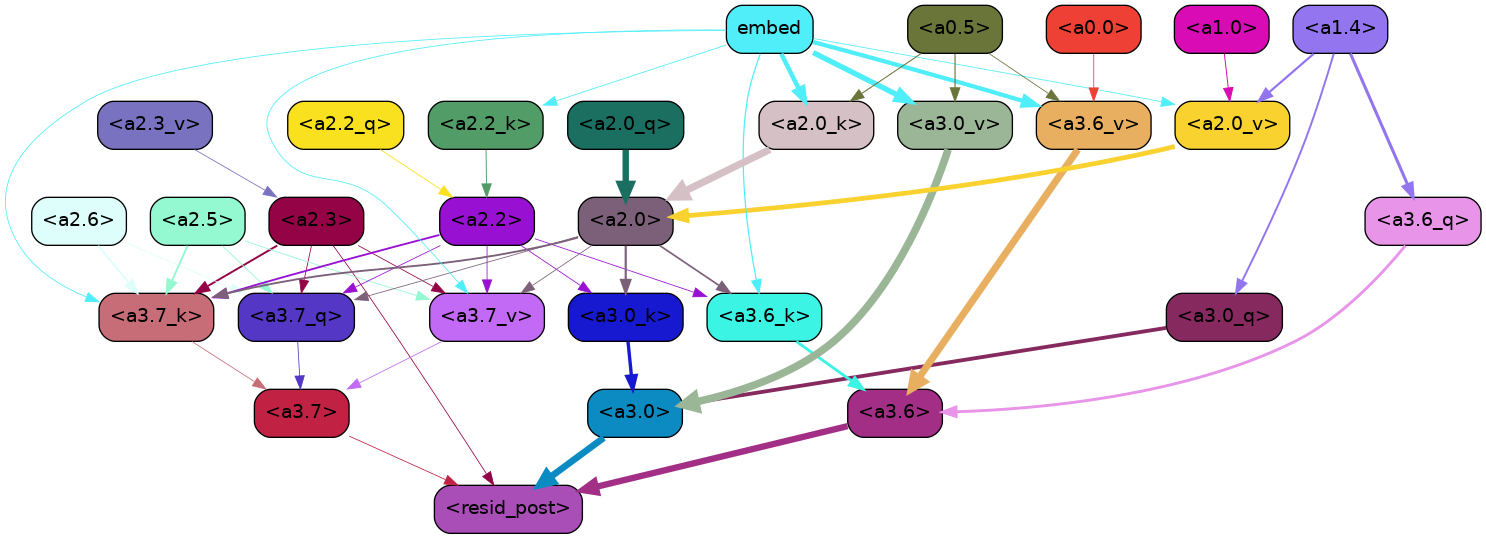 embed
<a0.5>
<a0.0>
<a1.0>
<a1.4>
<a2.3_v>
<a2.2_q>
<a2.2_k>
<a2.0_q>
<a2.0_k>
<a3.0_v>
<a3.6_v>
<a2.0_v>
<a2.6>
<a2.5>
<a2.3>
<a2.2>
<a2.0>
<a3.6_q>
<a3.7_k>
<a3.7_q>
<a3.7_v>
<a3.0_k>
<a3.6_k>
<a3.0_q>
<a3.7>
<a3.0>
<a3.6>
<resid_post>